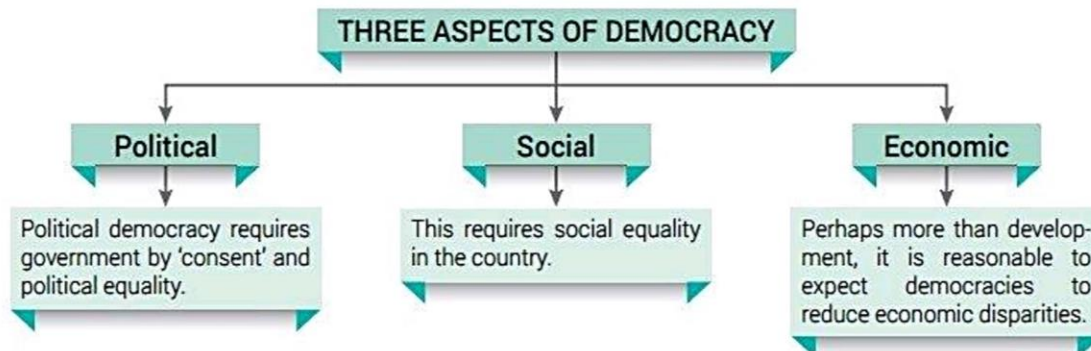 THREE ASPECTS OF DEMOCRACY
Political
Political democracy requires
government by 'consent' and
political equality.
Social
This requires social equality
in the country.
Economic
Perhaps more than develop-
ment, it is reasonable to
expect democracies to
reduce economic disparities.